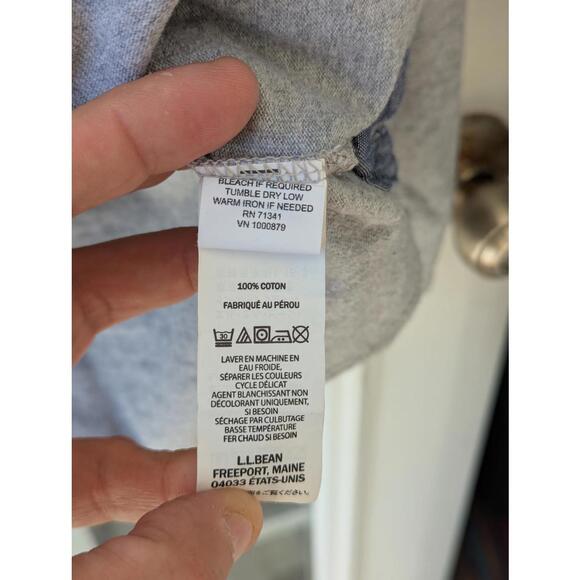 BLEACH IF REQUIRED
TUMBLE DRY LOW
WARM IRON IF NEEDED
RN 71341
VN 1000879
100% COTON
FABRIQUÉ AU PÉROU
30
LAVER EN MACHINE EN
EAU FROIDE,
SÉPARER LES COULEURS
CYCLE DÉLICAT
AGENT BLANCHISSANT NON
DÉCOLORANT UNIQUEMENT,
SI BESOIN
SÉCHAGE PAR CULBUTAGE
BASSE TEMPÉRATURE
FER CHAUD SI BESOIN
L.L.BEAN
FREEPORT, MAINE
04033 ÉTATS-UNIS